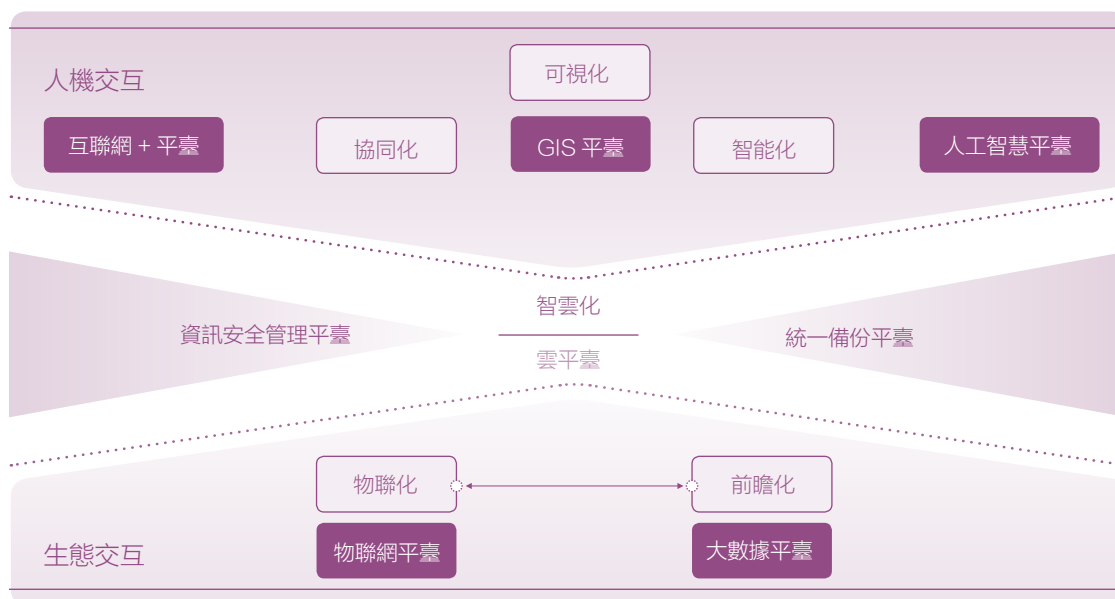 人機交互
可視化
互聯網 + 平臺
協同化
GIS 平臺
智能化
人工智慧平臺
智雲化
資訊安全管理平臺
統一備份平臺
雲平臺
物聯化
前瞻化
生態交互
物聯網平臺
大數據平臺